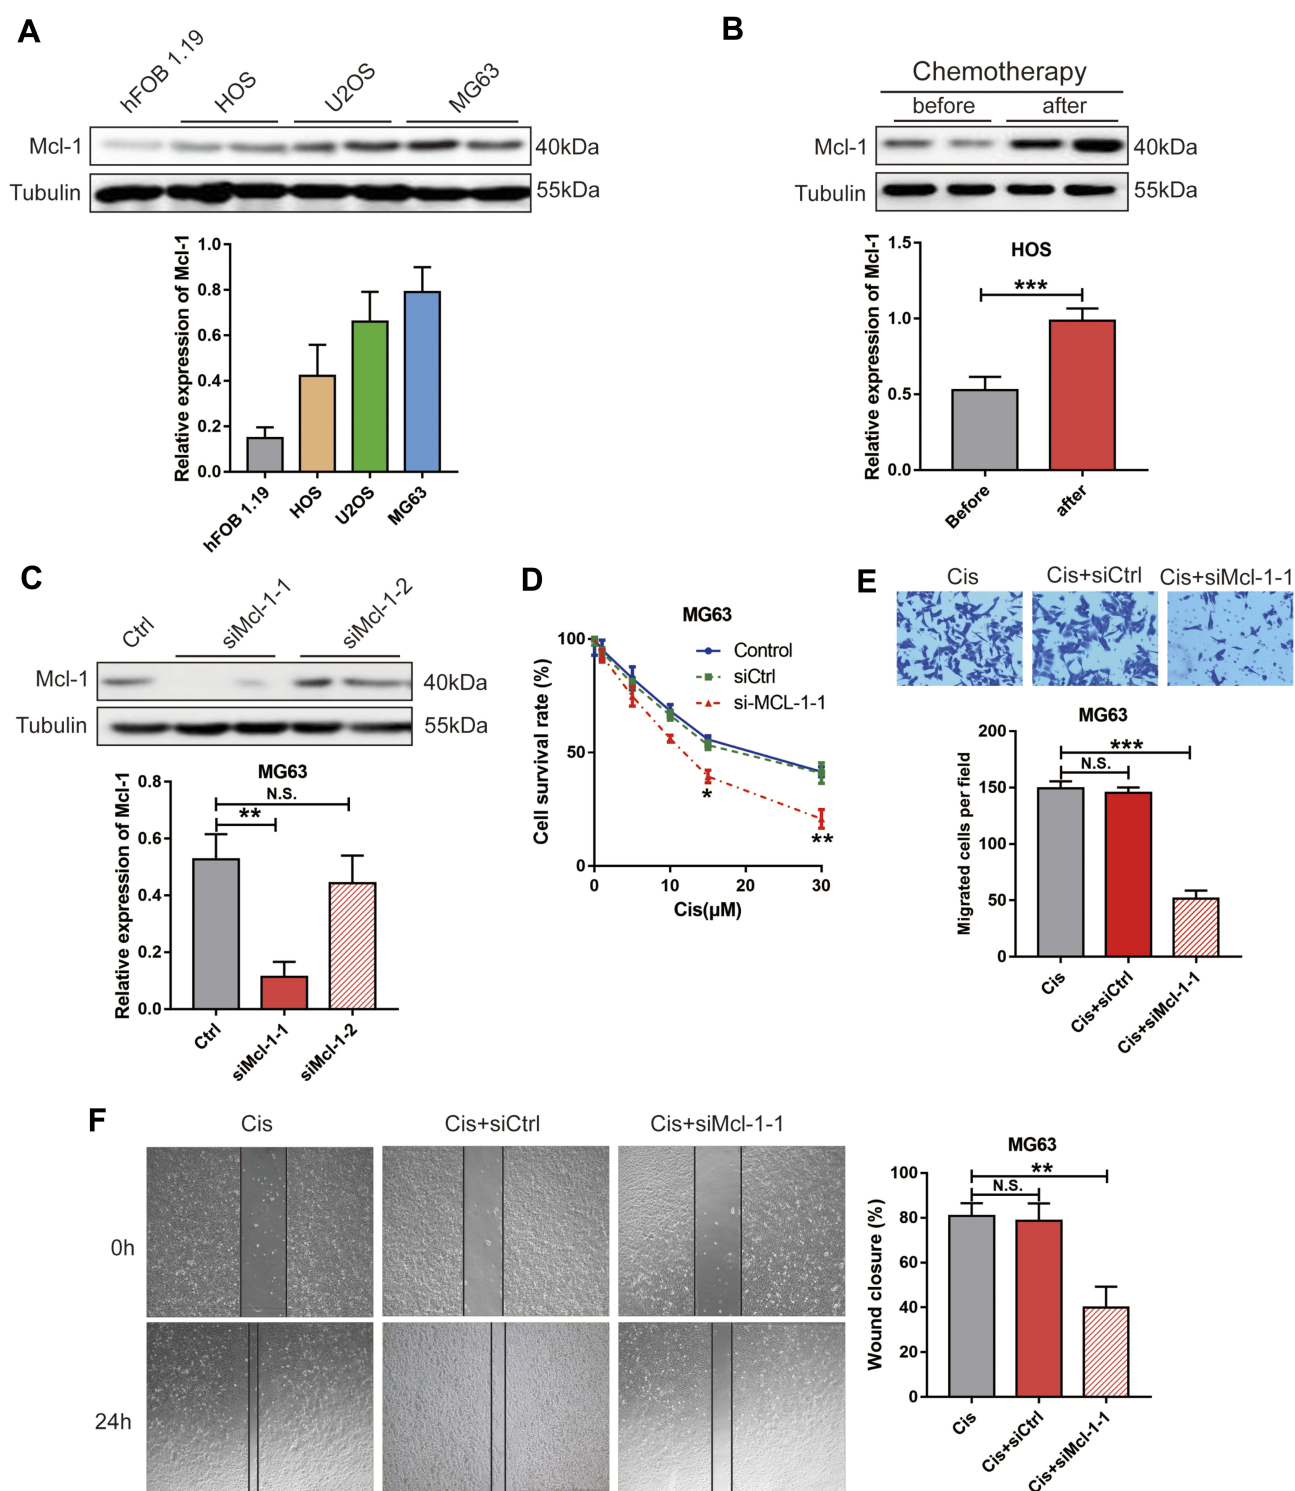 A
hFOB 1.19
HOS
U2OS
MG63
Mcl-1
40kDa
Tubulin
55kDa
Relative expression of Mcl-1
1.0
0.8
0.6
0.4
0.2
0.0
hFOB 1.19
HOS
U2OS
MG63
B
Chemotherapy
before
after
Mcl-1
40kDa
Tubulin
55kDa
HOS
***
Relative expression of Mcl-1
1.5
1.0
0.5
0.0
Before
after
C
Ctrl
siMcl-1-1
siMcl-1-2
Mcl-1
40kDa
Tubulin
55kDa
MG63
N.S.
**
Relative expression of Mcl-1
0.8
0.6
0.4
0.2
0.0
Ctrl
siMcl-1-1
siMcl-1-2
D
MG63
Control
siCtrl
si-MCL-1-1
Cell survival rate (%)
100
50
0
*
**
0
10
20
30
Cis(μM)
E
Cis
Cis+siCtrl
Cis+siMcl-1-1
MG63
***
N.S.
Migrated cells per field
200
150
100
50
0
Cis
Cis+siCtrl
Cis+siMcl-1-1
F
Cis
Cis+siCtrl
Cis+siMcl-1-1
0h
24h
MG63
**
N.S.
Wound closure (%)
100
80
60
40
20
0
Cis
Cis+siCtrl
Cis+siMcl-1-1